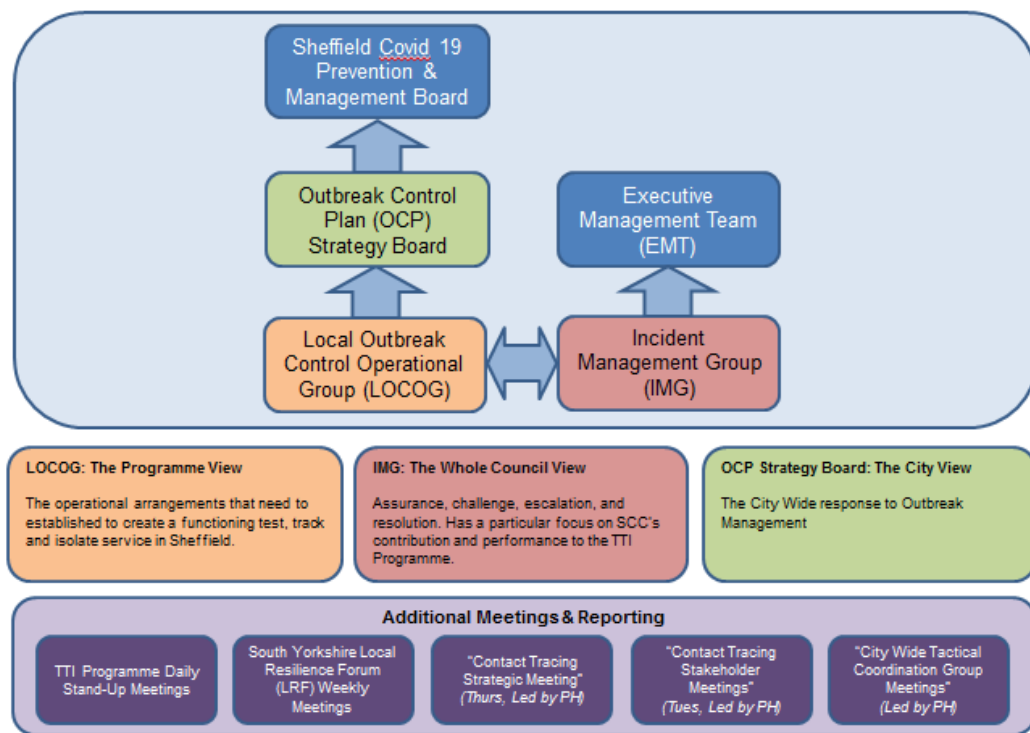 Sheffield Covid 19
Prevention &
Management Board
Outbreak Control
Plan (OCP)
Strategy Board
Executive
Management Team
(EMT)
Local Outbreak
Control Operational
Group (LOCOG)
Incident
Management Group
(IMG)
LOCOG: The Programme View
The operational arrangements that need to
established to create a functioning test, track
and isolate service in Sheffield.
IMG: The Whole Council View
Assurance, challenge, escalation, and
resolution. Has a particular focus on SCC's
contribution and performance to the TTI
Programme.
OCP Strategy Board: The City View
The City Wide response to Outbreak
Management
Additional Meetings & Reporting
TTI Programme Daily
Stand-Up Meetings
South Yorkshire Local
Resilience Forum
(LRF) Weekly
Meetings
"Contact Tracing
Strategic Meeting"
(Thurs, Led by PH)
"Contact Tracing
Stakeholder
Meetings"
(Tues, Led by PH)
"City Wide Tactical
Coordination Group
Meetings"
(Led by PH)